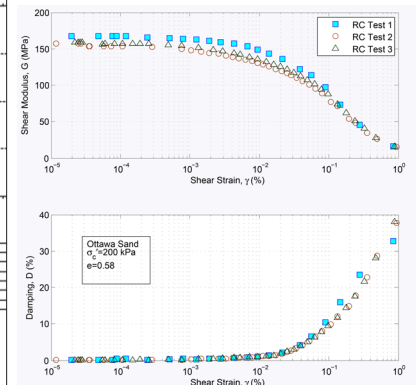 200
150
100
50
0
Shear Modulus, G (MPa)
RC Test 1
RC Test 2
RC Test 3
10⁻⁵ 10⁻⁴ 10⁻³ 10⁻² 10⁻¹ 10⁰
Shear Strain, γ (%)
40
30
20
10
0
Damping, D (%)
Ottawa Sand
σc'=200 kPa
e=0.58
10⁻⁵ 10⁻⁴ 10⁻³ 10⁻² 10⁻¹ 10⁰
Shear Strain, γ (%)